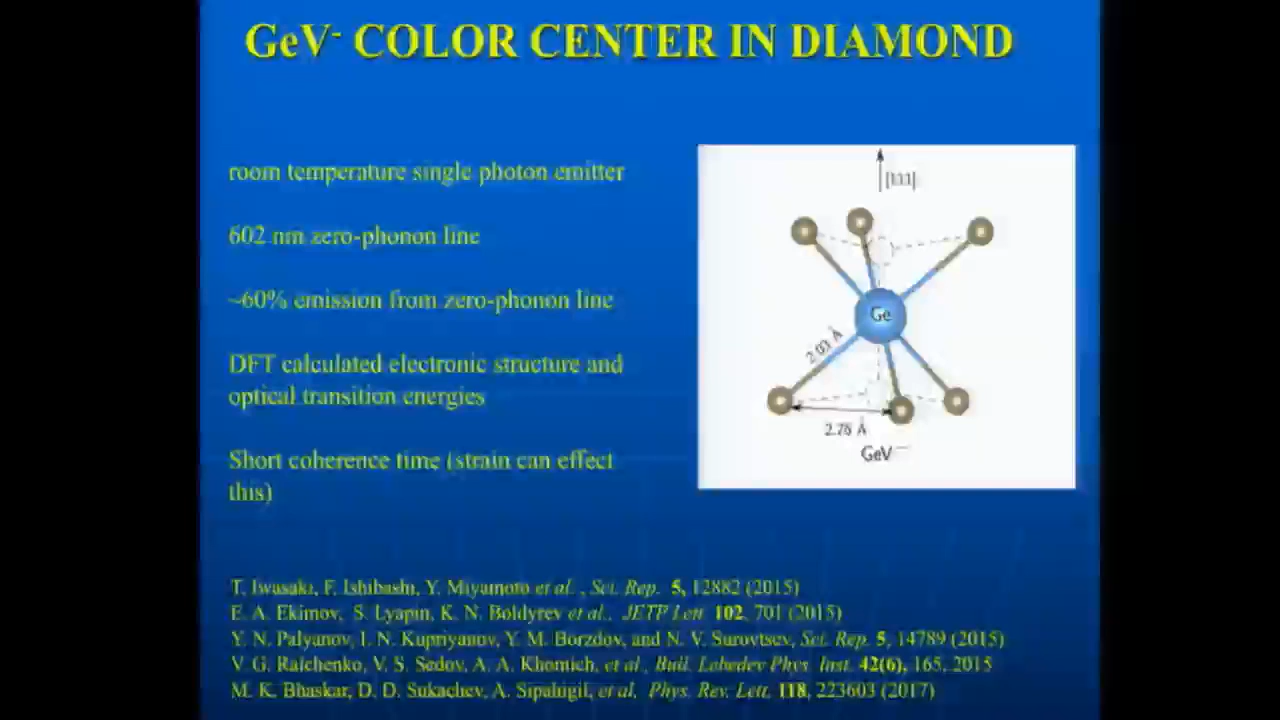 GeV- COLOR CENTER IN DIAMOND
room temperature single photon emitter
602 nm zero-phonon line
~60% emission from zero-phonon line
DFT calculated electronic structure and
optical transition energies
Short coherence time (strain can effect
this)
[111]
Ge
2.03 Å
2.76 Å
GeV-
T. Iwasaki, F. Ishibashi, Y. Miyamoto et al. , Sci. Rep. 5, 12882 (2015)
E. A. Ekimov, S. Lyapin, K. N. Boldyrev et al., JETP Lett 102, 701 (2015)
Y. N. Palyanov, I. N. Kupriyanov, Y. M. Borzdov, and N. V. Surovtsev, Sci. Rep. 5, 14789 (2015)
V. G. Ralchenko, V. S. Sedov, A. A. Khomich, et al., Bull. Lebedev Phys. Inst. 42(6), 165, 2015
M. K. Bhaskar, D. D. Sukachev, A. Sipahigil, et al. Phys. Rev. Lett. 118, 223603 (2017)